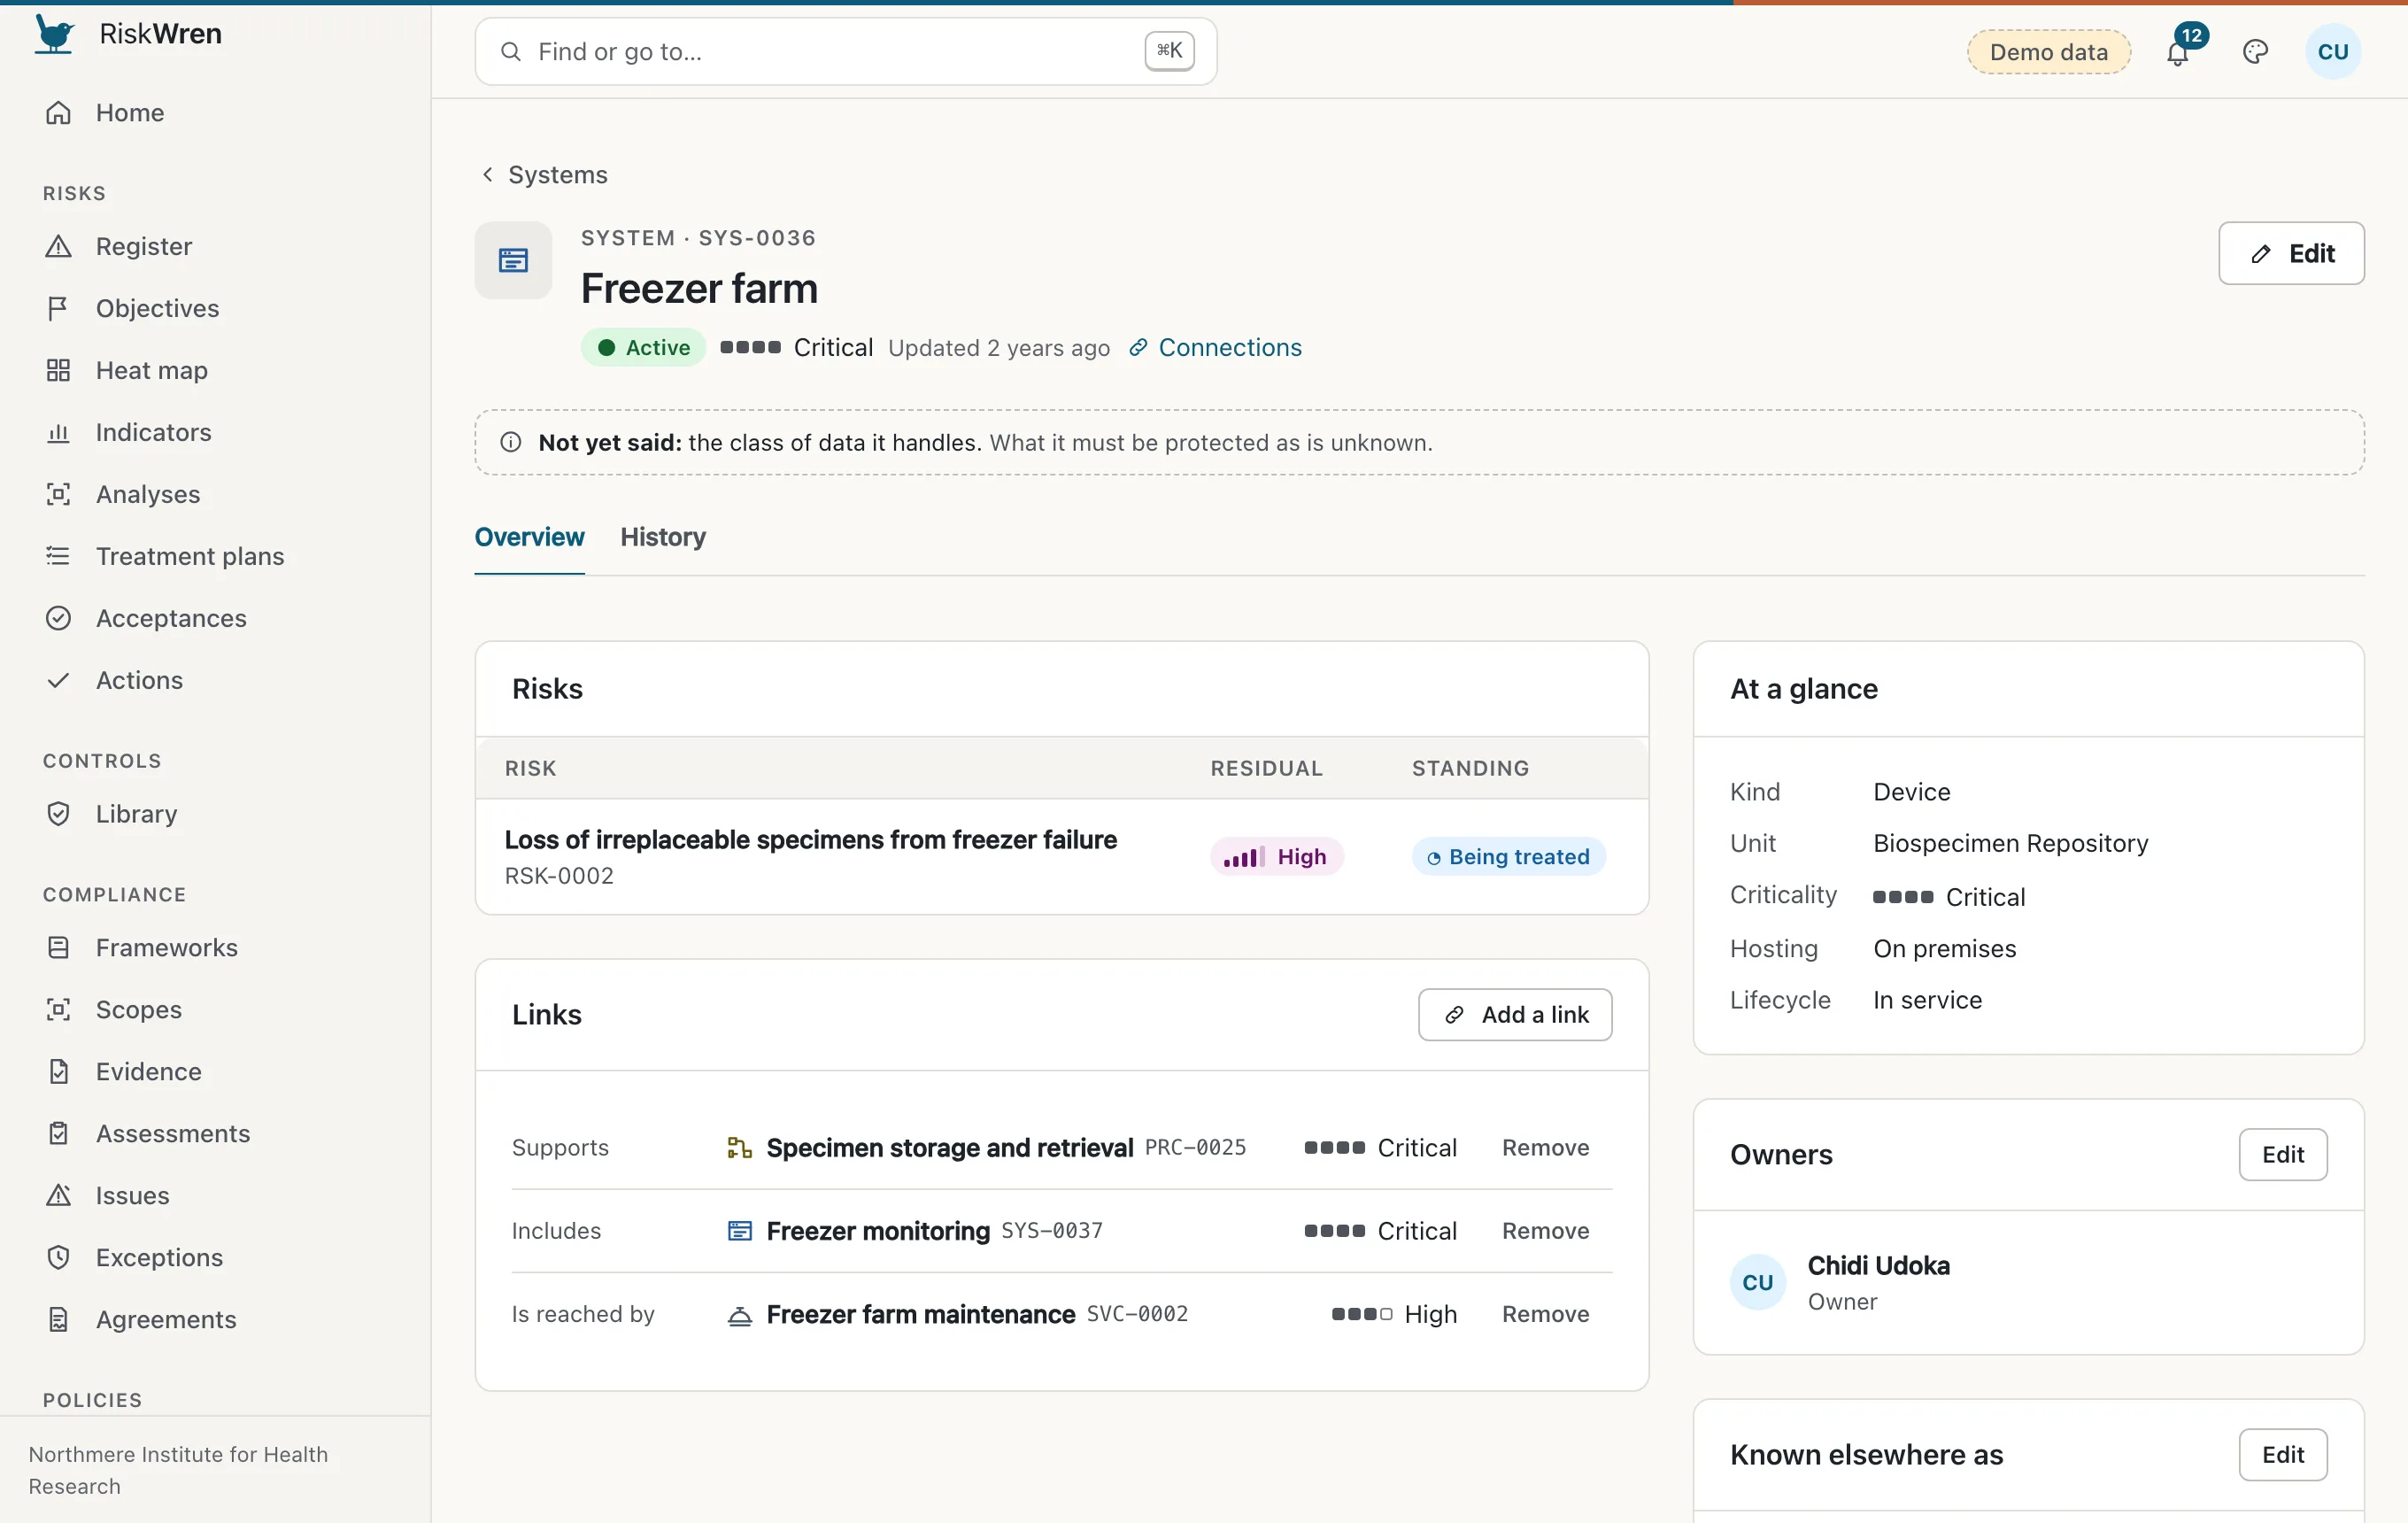 RiskWren
Find or go to...
⌘K
Demo data
12
CU
Home
RISKS
Register
Objectives
Heat map
Indicators
Analyses
Treatment plans
Acceptances
Actions
CONTROLS
Library
COMPLIANCE
Frameworks
Scopes
Evidence
Assessments
Issues
Exceptions
Agreements
POLICIES
Northmere Institute for Health
Research
Systems
SYSTEM · SYS-0036
Freezer farm
Edit
Active Critical Updated 2 years ago Connections
Not yet said: the class of data it handles. What it must be protected as is unknown.
Overview History
Risks
RISK RESIDUAL STANDING
Loss of irreplaceable specimens from freezer failure
RSK-0002
High
Being treated
Links
Add a link
Supports Specimen storage and retrieval PRC-0025 Critical Remove
Includes Freezer monitoring SYS-0037 Critical Remove
Is reached by Freezer farm maintenance SVC-0002 High Remove
At a glance
Kind Device
Unit Biospecimen Repository
Criticality Critical
Hosting On premises
Lifecycle In service
Owners
Edit
CU
Chidi Udoka
Owner
Known elsewhere as
Edit